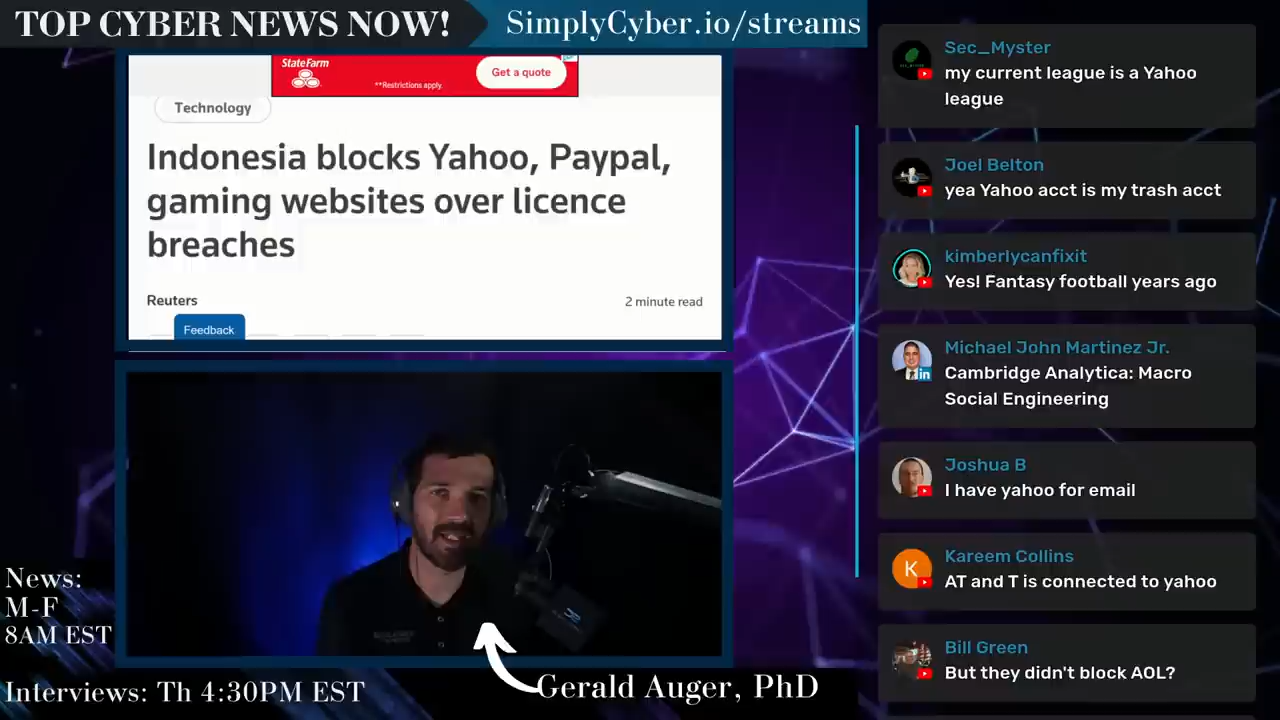 TOP CYBER NEWS NOW!
SimplyCyber.io/streams
StateFarm
**Restrictions apply.
Get a quote
Technology
Indonesia blocks Yahoo, Paypal,
gaming websites over licence
breaches
Reuters
2 minute read
Feedback
News:
M-F
8AM EST
Interviews: Th 4:30PM EST
Gerald Auger, PhD
Sec_Myster
my current league is a Yahoo
league
Joel Belton
yea Yahoo acct is my trash acct
kimberlycanfixit
Yes! Fantasy football years ago
Michael John Martinez Jr.
Cambridge Analytica: Macro
Social Engineering
in
Joshua B
I have yahoo for email
K
Kareem Collins
AT and T is connected to yahoo
Bill Green
But they didn't block AOL?